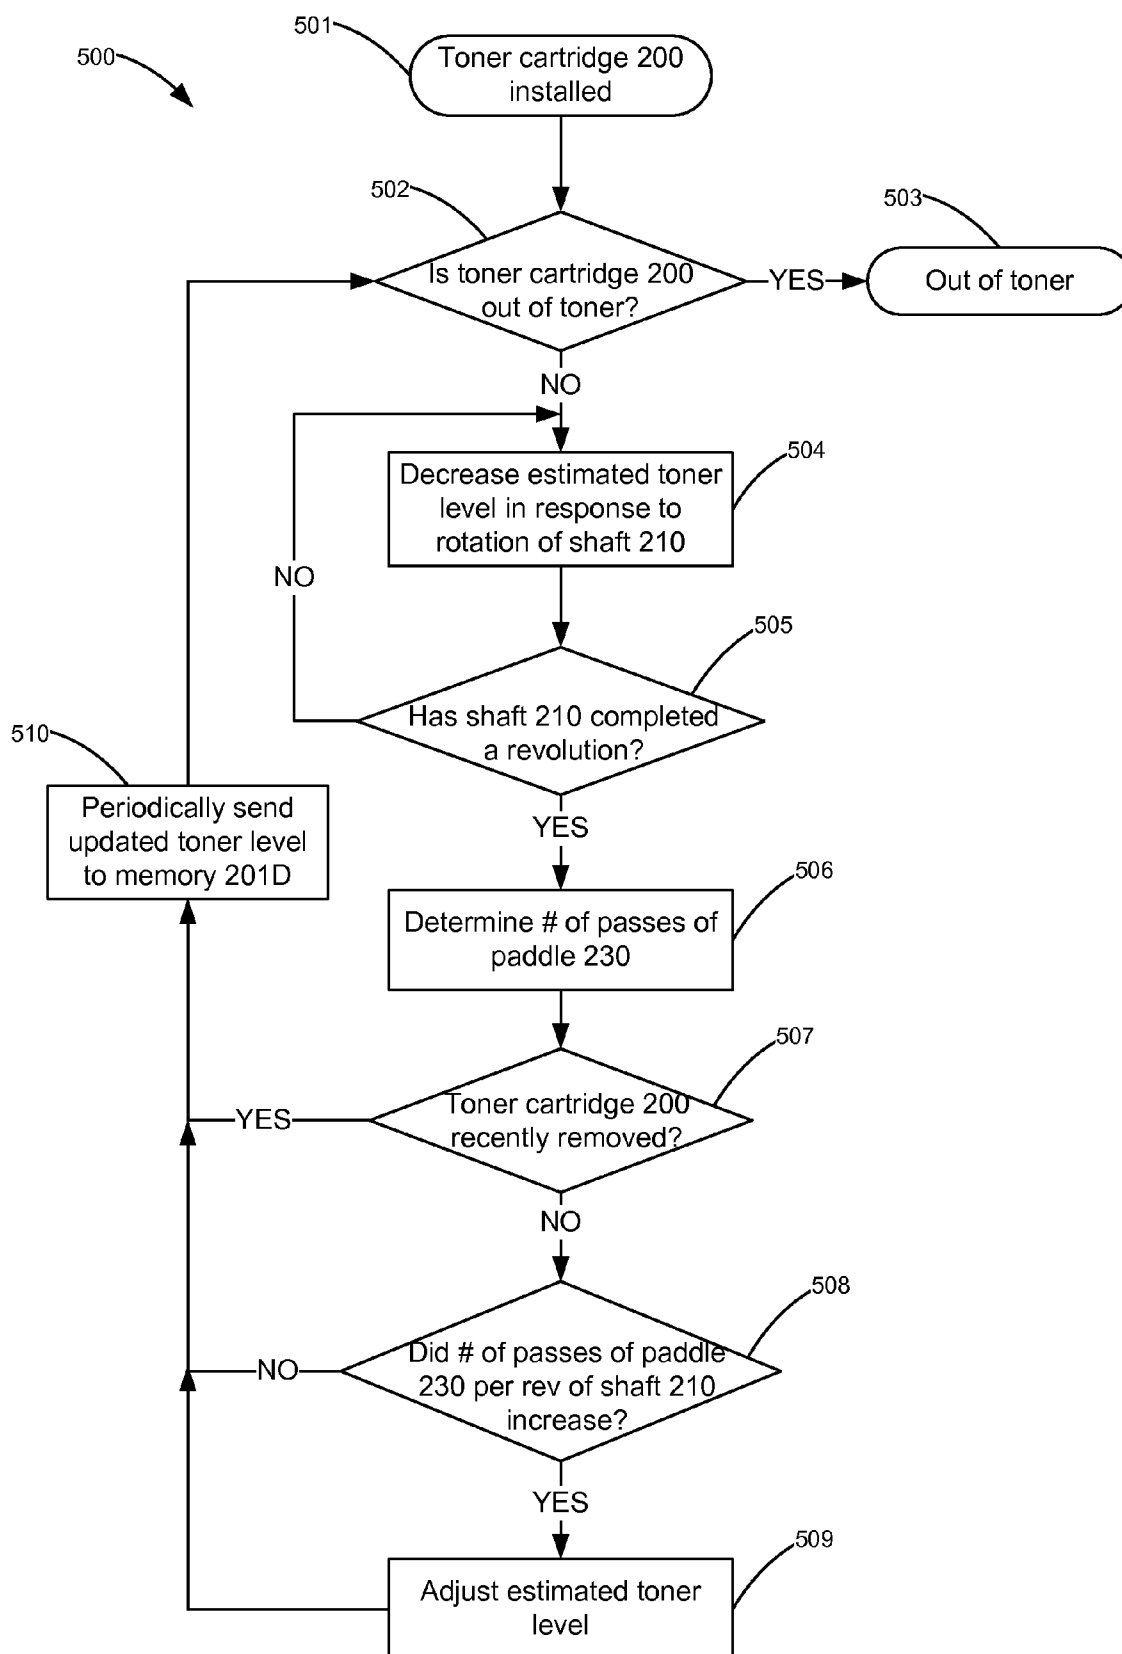 500
501
Toner cartridge 200
installed
502
Is toner cartridge 200
out of toner?
YES
503
Out of toner
NO
504
Decrease estimated toner
level in response to
rotation of shaft 210
NO
505
Has shaft 210 completed
a revolution?
YES
510
Periodically send
updated toner level
to memory 201D
506
Determine # of passes of
paddle 230
507
Toner cartridge 200
recently removed?
YES
NO
508
Did # of passes of paddle
230 per rev of shaft 210
increase?
NO
YES
509
Adjust estimated toner
level